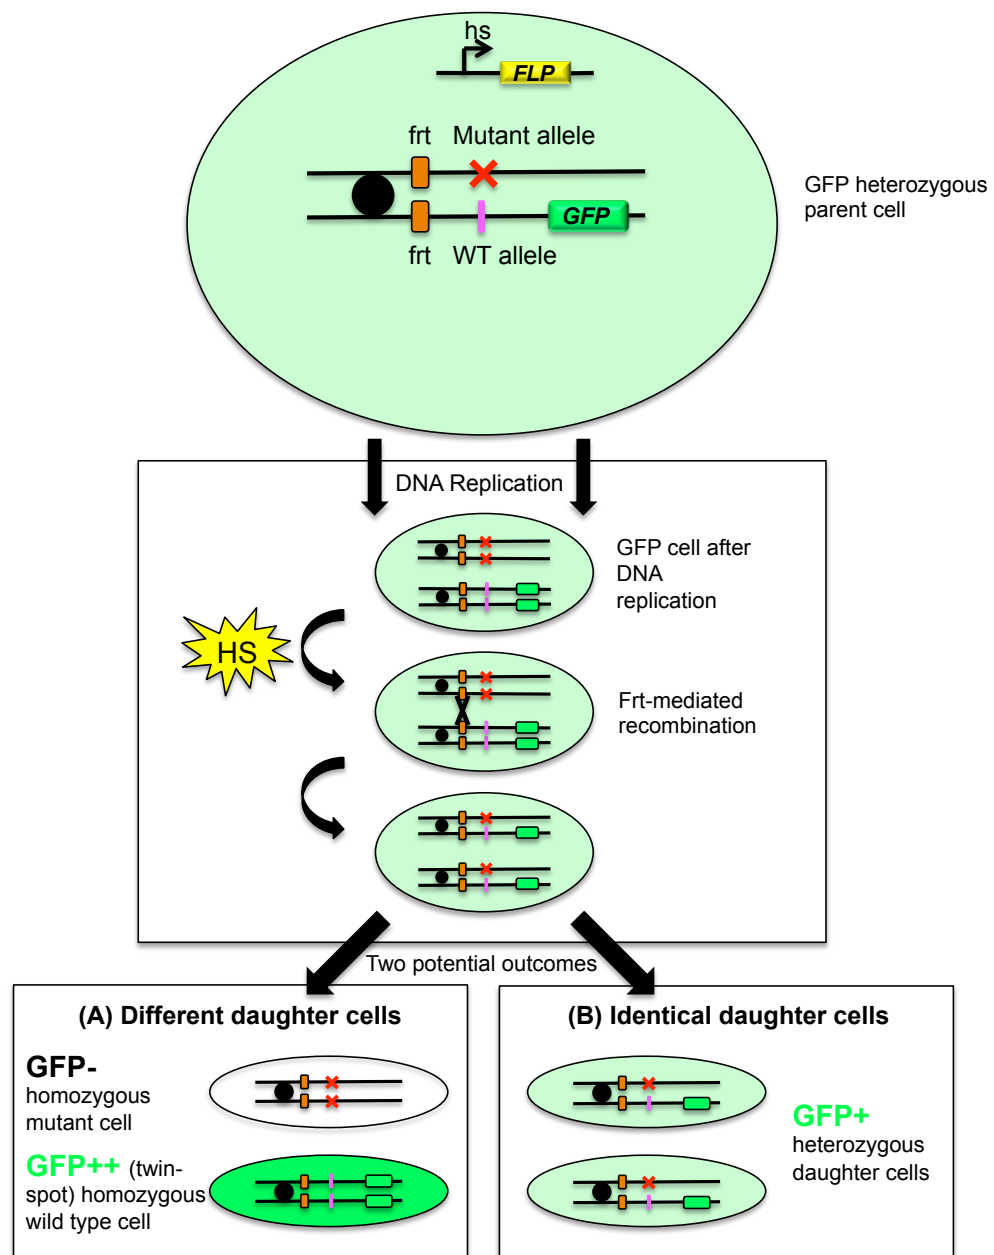 hs
FLP
frt Mutant allele
GFP
frt WT allele
GFP heterozygous
parent cell
DNA Replication
GFP cell after
DNA
replication
HS
Frt-mediated
recombination
Two potential outcomes
(A) Different daughter cells
GFP-
homozygous
mutant cell
GFP++ (twin-
spot) homozygous
wild type cell
(B) Identical daughter cells
GFP+
heterozygous
daughter cells